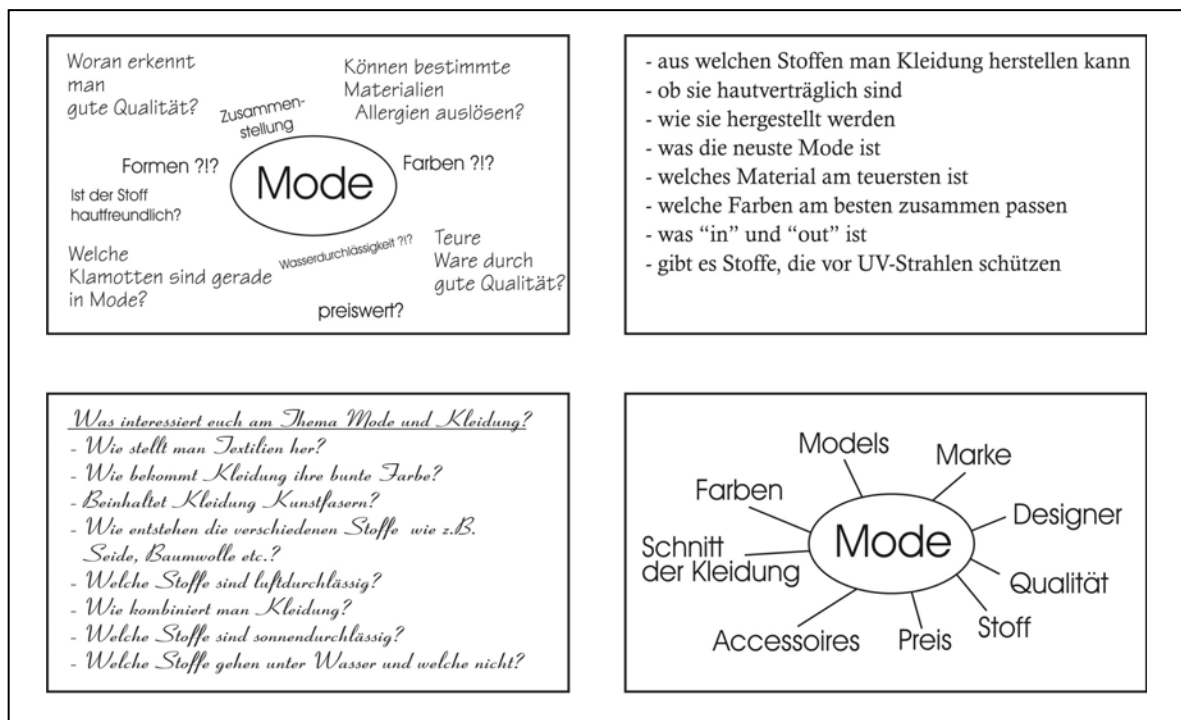 Woran erkennt
man
gute Qualität?
Können bestimmte
Materialien
Allergien auslösen?
Zusammen-
stellung
Formen ?!?
Mode
Farben ?!?
Ist der Stoff
hautfreundlich?
Welche
Klamotten sind gerade
in Mode?
Wasserdurchlässigkeit ?!?
Teure
Ware durch
gute Qualität?
preiswert?
- aus welchen Stoffen man Kleidung herstellen kann
- ob sie hautverträglich sind
- wie sie hergestellt werden
- was die neuste Mode ist
- welches Material am teuersten ist
- welche Farben am besten zusammen passen
- was “in” und “out” ist
- gibt es Stoffe, die vor UV-Strahlen schützen
Was interessiert euch am Thema Mode und Kleidung?
- Wie stellt man Textilien her?
- Wie bekommt Kleidung ihre bunte Farbe?
- Beinhaltet Kleidung Kunstfasern?
- Wie entstehen die verschiedenen Stoffe wie z.B.
Seide, Baumwolle etc.?
- Welche Stoffe sind luftdurchlässig?
- Wie kombiniert man Kleidung?
- Welche Stoffe sind sonnendurchlässig?
- Welche Stoffe gehen unter Wasser und welche nicht?
Models
Marke
Farben
Designer
Mode
Schnitt
der Kleidung
Qualität
Stoff
Accessoires
Preis